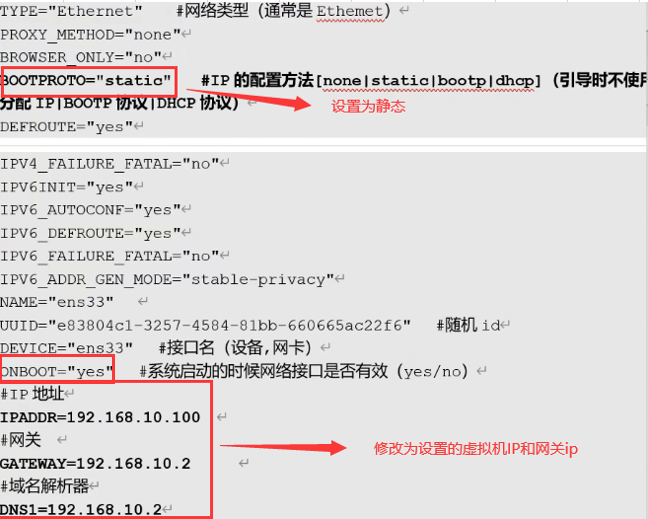 TYPE="Ethernet" #网络类型（通常是 Ethemet）
PROXY_METHOD="none"
BROWSER_ONLY="no"
BOOTPROTO="static" #IP 的配置方法[none|static|bootp|dhcp]（引导时不使用
分配 IP|BOOTP 协议|DHCP 协议）
设置为静态
DEFROUTE="yes"
IPV4_FAILURE_FATAL="no"
IPV6INIT="yes"
IPV6_AUTOCONF="yes"
IPV6_DEFROUTE="yes"
IPV6_FAILURE_FATAL="no"
IPV6_ADDR_GEN_MODE="stable-privacy"
NAME="ens33"
UUID="e83804c1-3257-4584-81bb-660665ac22f6" #随机 id
DEVICE="ens33" #接口名（设备,网卡）
ONBOOT="yes" #系统启动的时候网络接口是否有效（yes/no）
#IP 地址
IPADDR=192.168.10.100
#网关
修改为设置的虚拟机IP和网关ip
GATEWAY=192.168.10.2
#域名解析器
DNS1=192.168.10.2